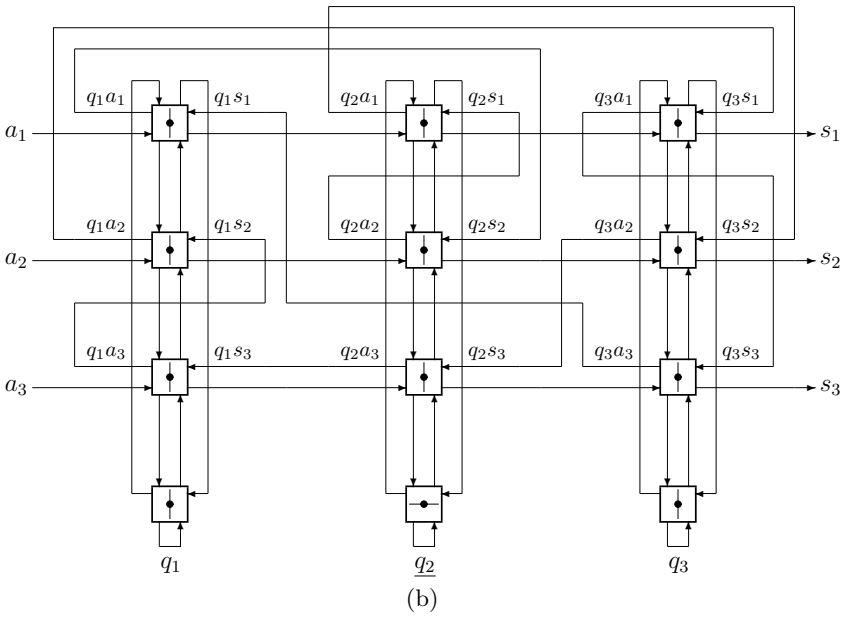 q₁a₁ q₁s₁ q₂a₁ q₂s₁ q₃a₁ q₃s₁
a₁ s₁
q₁a₂ q₁s₂ q₂a₂ q₂s₂ q₃a₂ q₃s₂
a₂ s₂
q₁a₃ q₁s₃ q₂a₃ q₂s₃ q₃a₃ q₃s₃
a₃ s₃
q₁ q₂ q₃
(b)